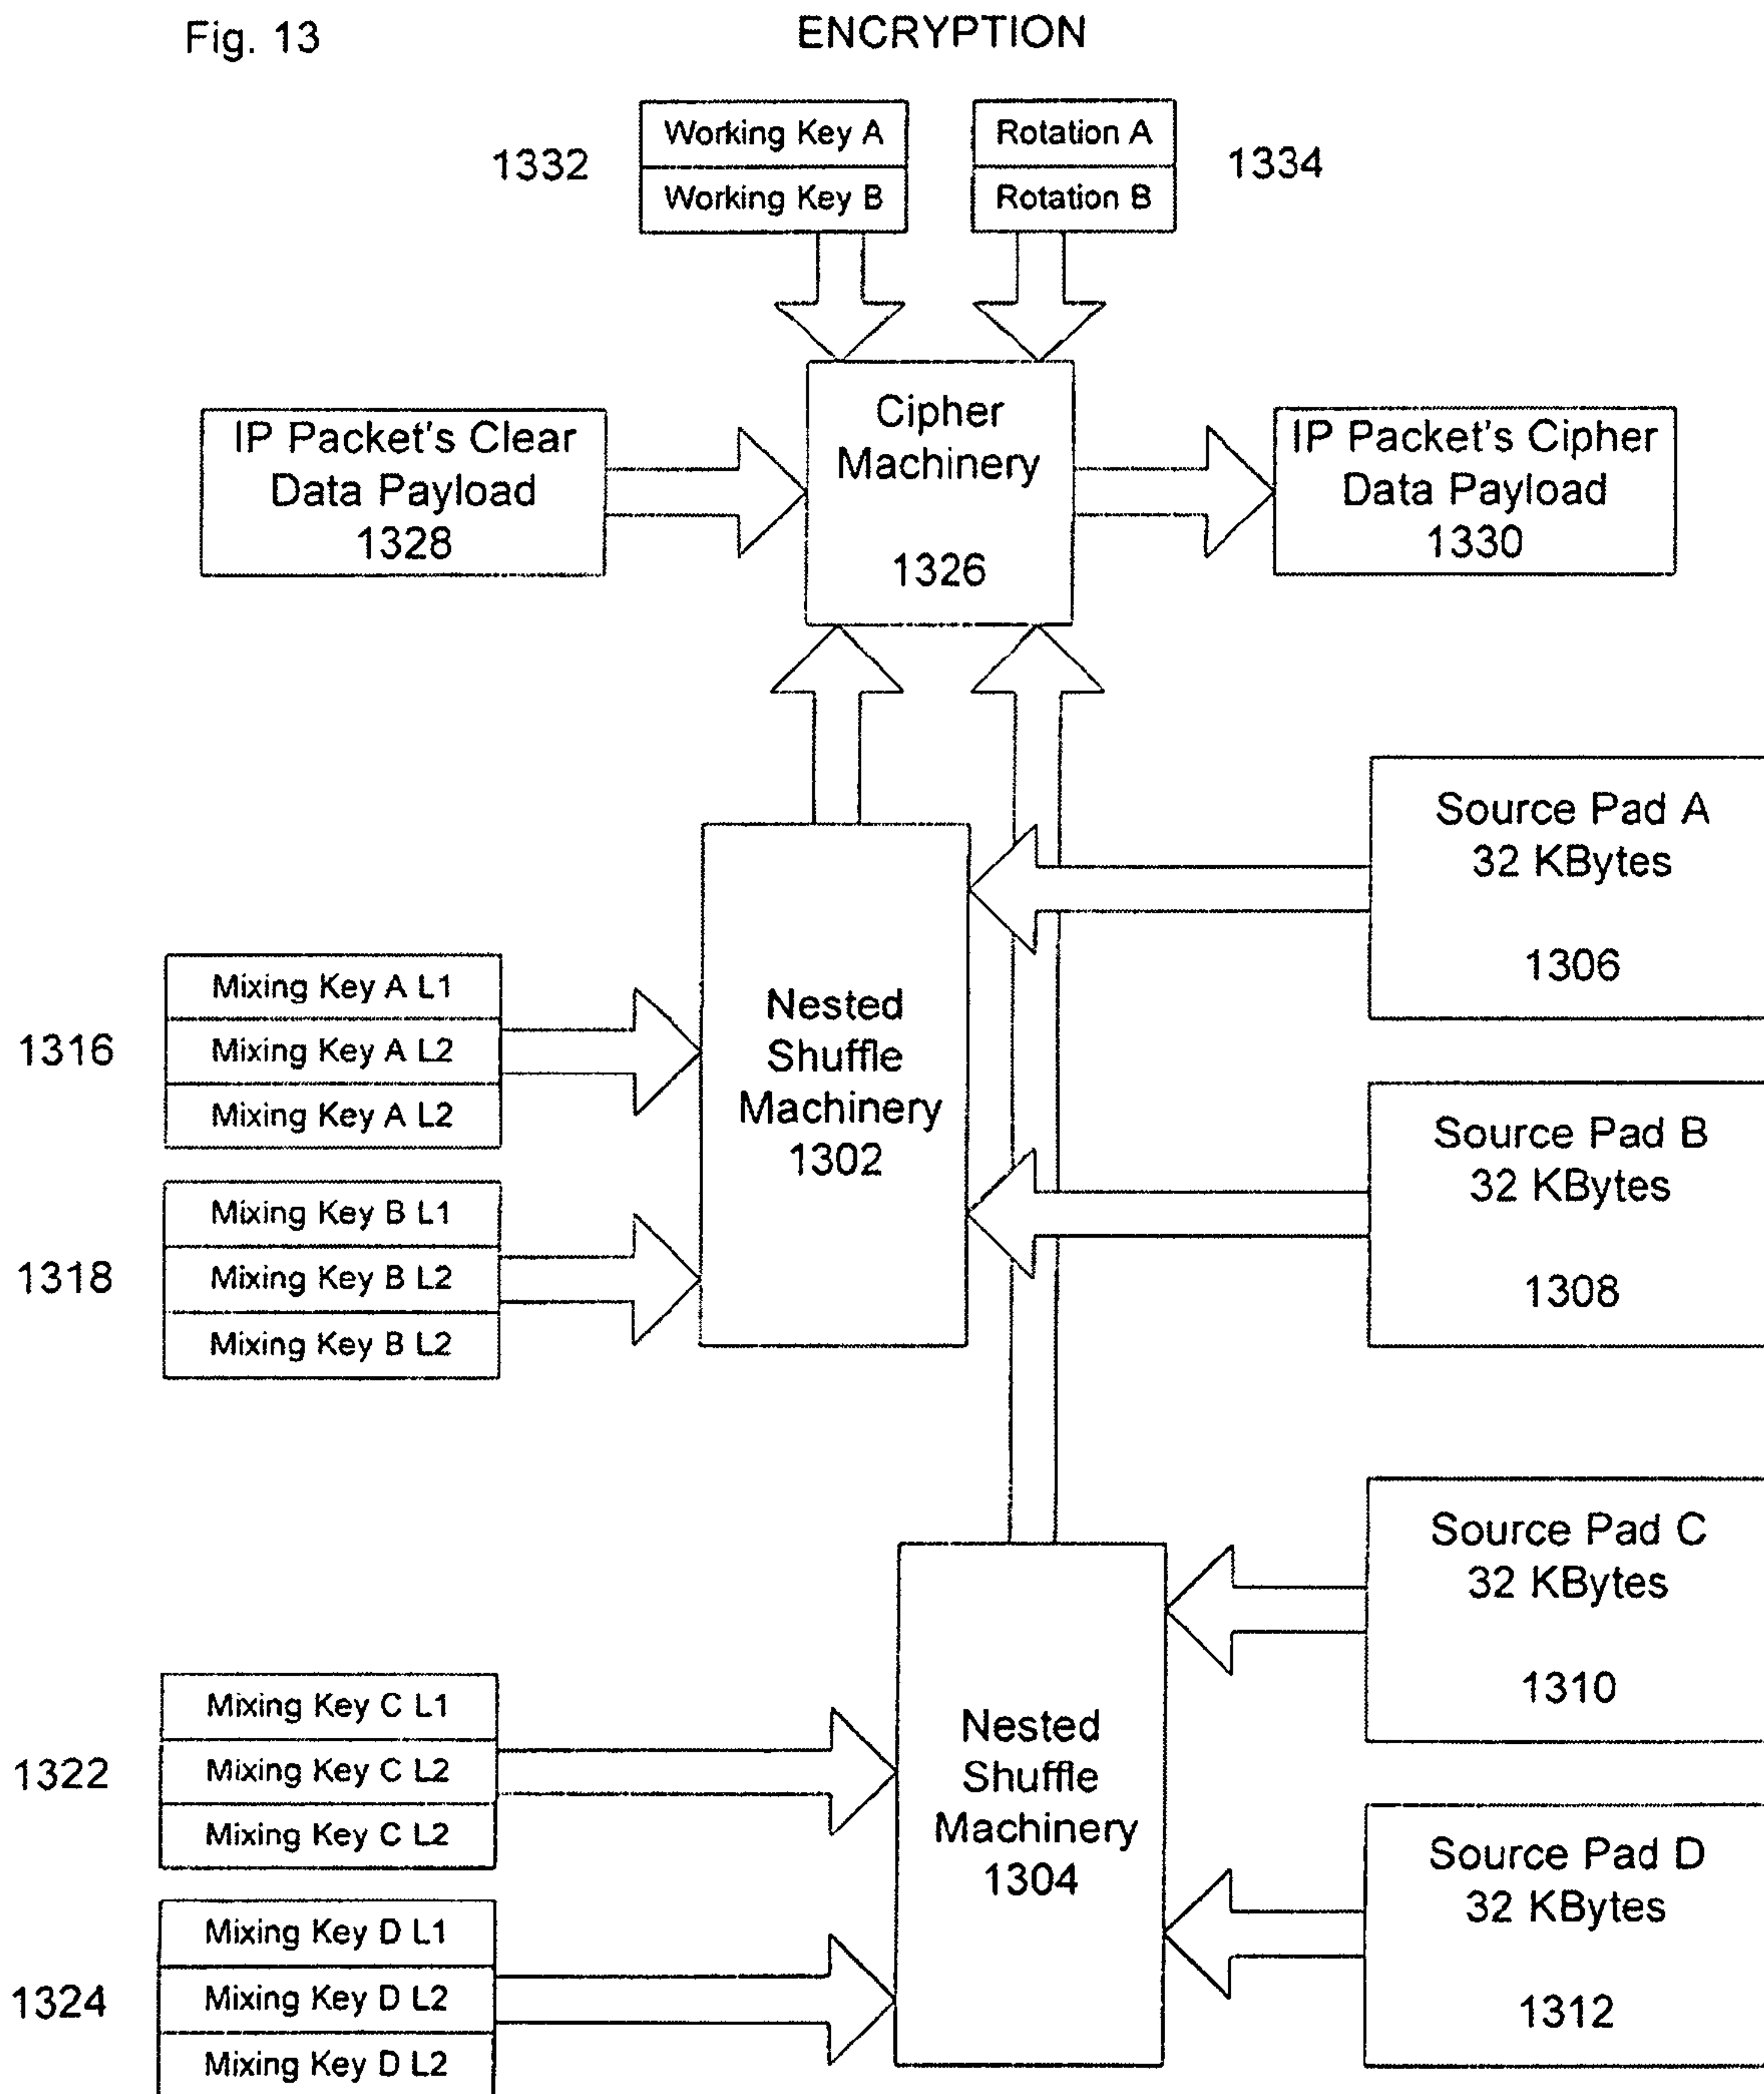 Fig. 13
ENCRYPTION
1332
Working Key A
Working Key B
Rotation A
Rotation B
1334
IP Packet's Clear
Data Payload
1328
Cipher
Machinery
1326
IP Packet's Cipher
Data Payload
1330
Source Pad A
32 KBytes
1306
1316
Mixing Key A L1
Mixing Key A L2
Mixing Key A L2
Nested
Shuffle
Machinery
1302
Source Pad B
32 KBytes
1308
1318
Mixing Key B L1
Mixing Key B L2
Mixing Key B L2
Source Pad C
32 KBytes
1310
1322
Mixing Key C L1
Mixing Key C L2
Mixing Key C L2
Nested
Shuffle
Machinery
1304
Source Pad D
32 KBytes
1312
1324
Mixing Key D L1
Mixing Key D L2
Mixing Key D L2